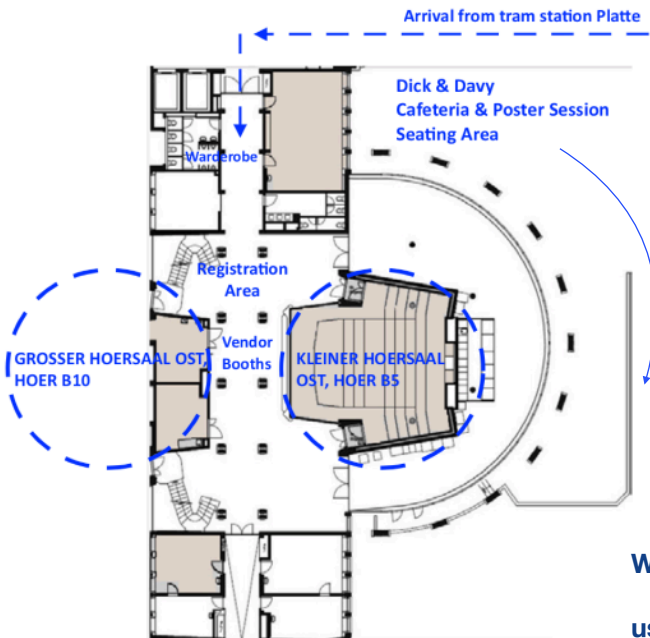 Arrival from tram station Platte
Dick & Davy
Cafeteria & Poster Session
Seating Area
Warderobe
Registration
Area
Vendor
Booths
GROSSER HOERSAAL OST,
HOER B10
KLEINER HOERSAAL
OST, HOER B5
W
us